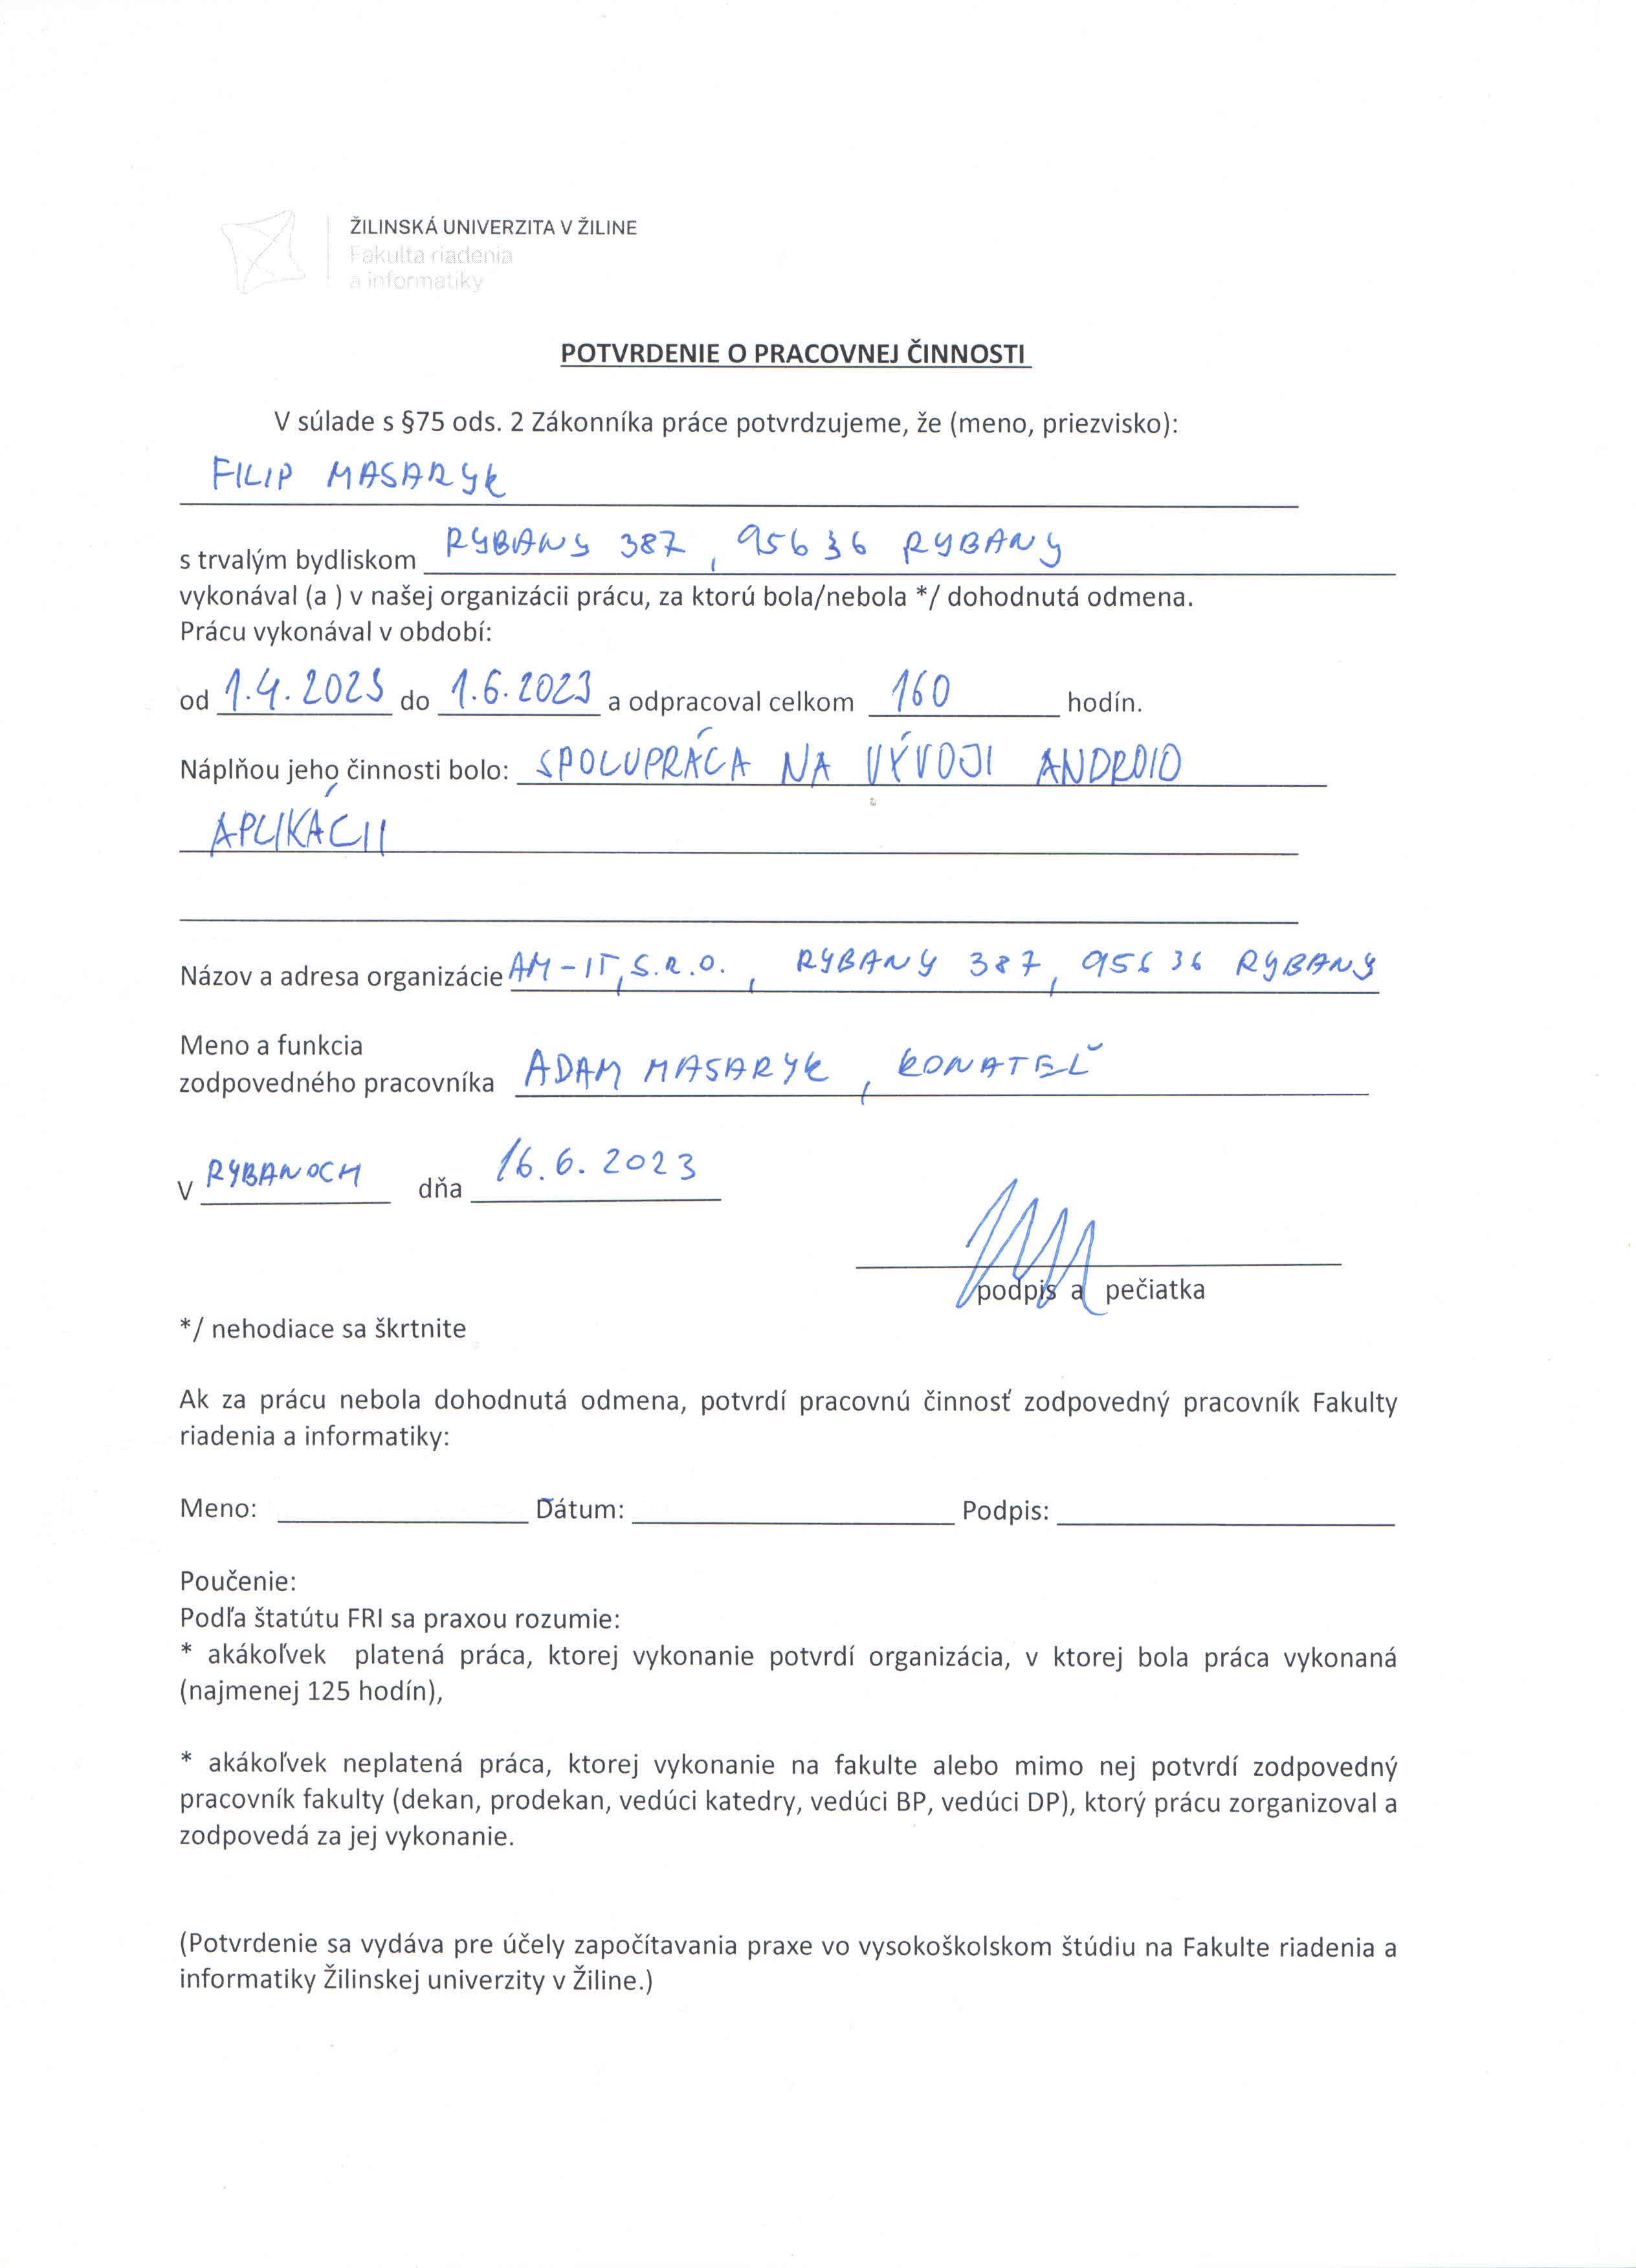 ŽILINSKÁ UNIVERZITA V ŽILINE
Fakulta riadenia
a informatiky
POTVRDENIE O PRACOVNEJ ČINNOSTI
V súlade s §75 ods. 2 Zákonníka práce potvrdzujeme, že (meno, priezvisko):
FILIP MASARYK
s trvalým bydliskom RYBANY 387, 95636 RYBANY
vykonával (a ) v našej organizácii prácu, za ktorú bola/nebola */ dohodnutá odmena.
Prácu vykonával v období:
od 1.4.2023 do 1.6.2023 a odpracoval celkom 160 hodín.
Náplňou jeho činnosti bolo: SPOLUPRÁCA NA VÝVOJI ANDROID
APLIKÁCII
Názov a adresa organizácie AM-IT, S.R.O., RYBANY 387, 95636 RYBANY
Meno a funkcia
zodpovedného pracovníka ADAM MASARYK, KONATEĽ
V RYBANOCH dňa 16.6.2023
podpis a pečiatka
*/ nehodiace sa škrtnite
Ak za prácu nebola dohodnutá odmena, potvrdí pracovnú činnosť zodpovedný pracovník Fakulty
riadenia a informatiky:
Meno: Dátum: Podpis:
Poučenie:
Podľa štatútu FRI sa praxou rozumie:
* akákoľvek platená práca, ktorej vykonanie potvrdí organizácia, v ktorej bola práca vykonaná
(najmenej 125 hodín),
* akákoľvek neplatená práca, ktorej vykonanie na fakulte alebo mimo nej potvrdí zodpovedný
pracovník fakulty (dekan, prodekan, vedúci katedry, vedúci BP, vedúci DP), ktorý prácu zorganizoval a
zodpovedá za jej vykonanie.
(Potvrdenie sa vydáva pre účely započítavania praxe vo vysokoškolskom štúdiu na Fakulte riadenia a
informatiky Žilinskej univerzity v Žiline.)